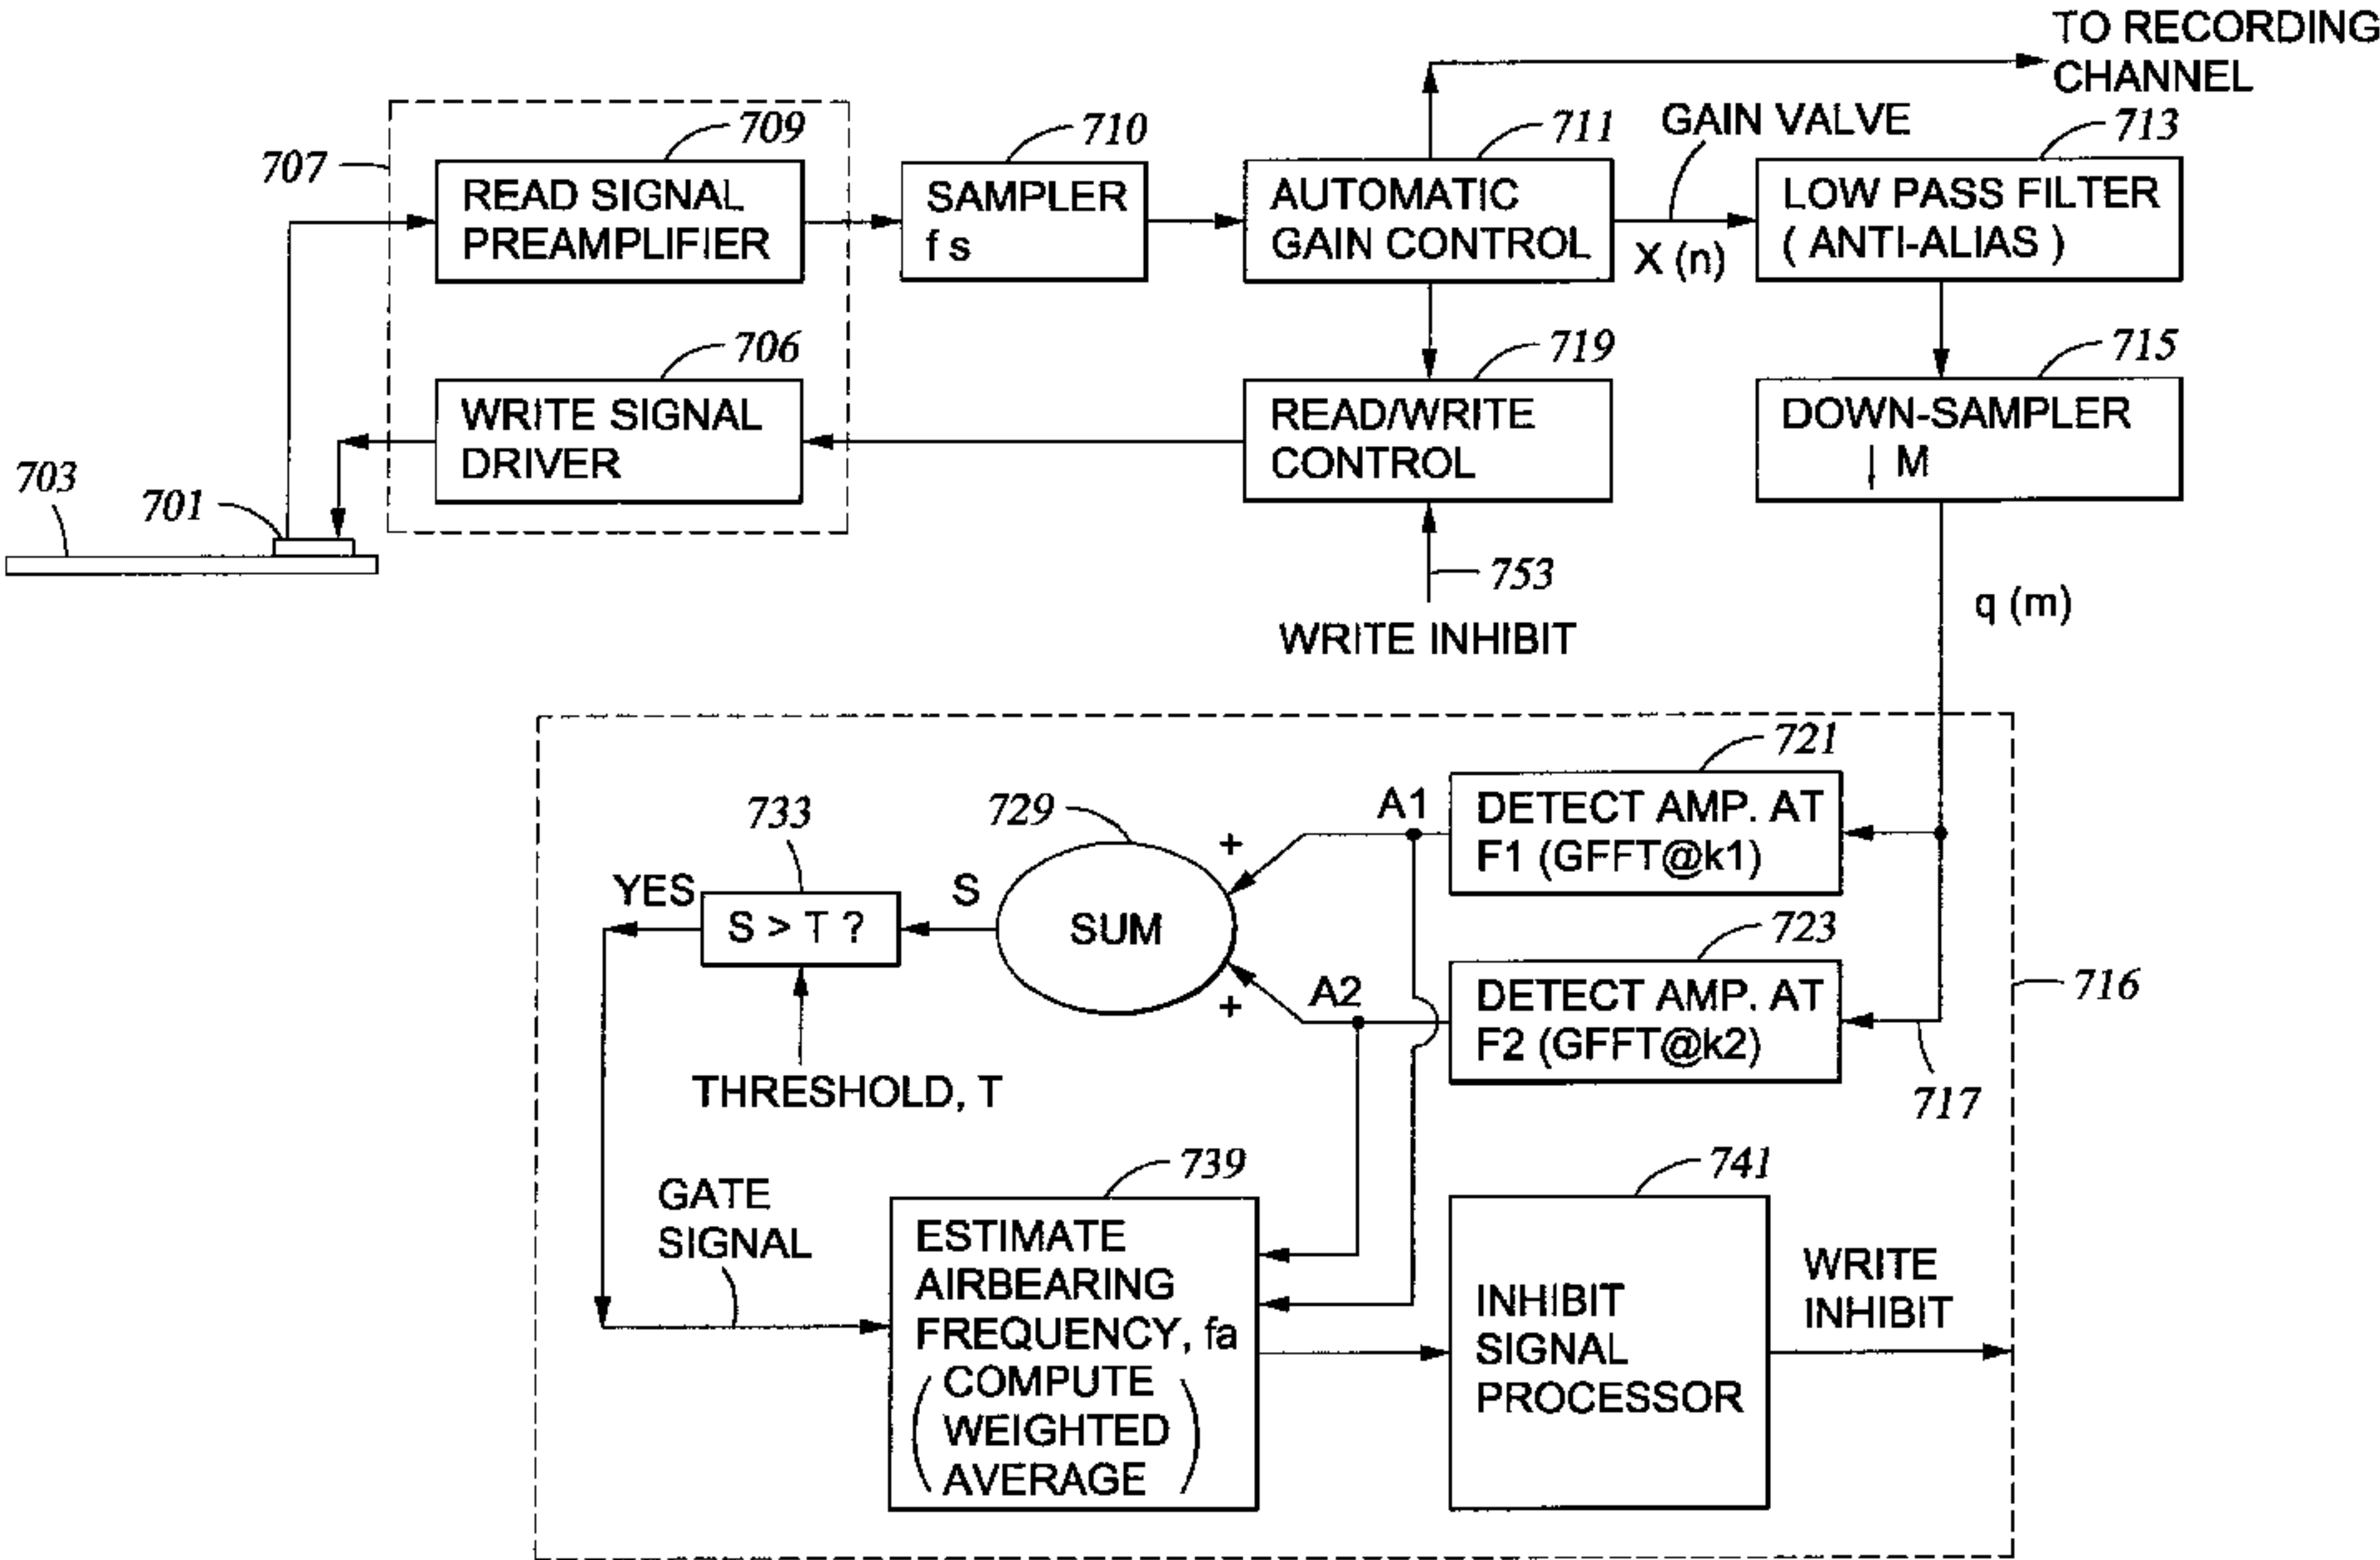 TO RECORDING
CHANNEL
707
709
READ SIGNAL
PREAMPLIFIER
710
SAMPLER
f s
711
AUTOMATIC
GAIN CONTROL
GAIN VALVE
X (n)
713
LOW PASS FILTER
( ANTI-ALIAS )
706
WRITE SIGNAL
DRIVER
719
READ/WRITE
CONTROL
715
DOWN-SAMPLER
↓ M
703
701
753
WRITE INHIBIT
q (m)
721
DETECT AMP. AT
F1 (GFFT@k1)
A1
+
729
SUM
S
733
S > T ?
YES
THRESHOLD, T
723
DETECT AMP. AT
F2 (GFFT@k2)
A2
+
716
717
GATE
SIGNAL
739
ESTIMATE
AIRBEARING
FREQUENCY, fa
( COMPUTE
WEIGHTED
AVERAGE )
741
INHIBIT
SIGNAL
PROCESSOR
WRITE
INHIBIT